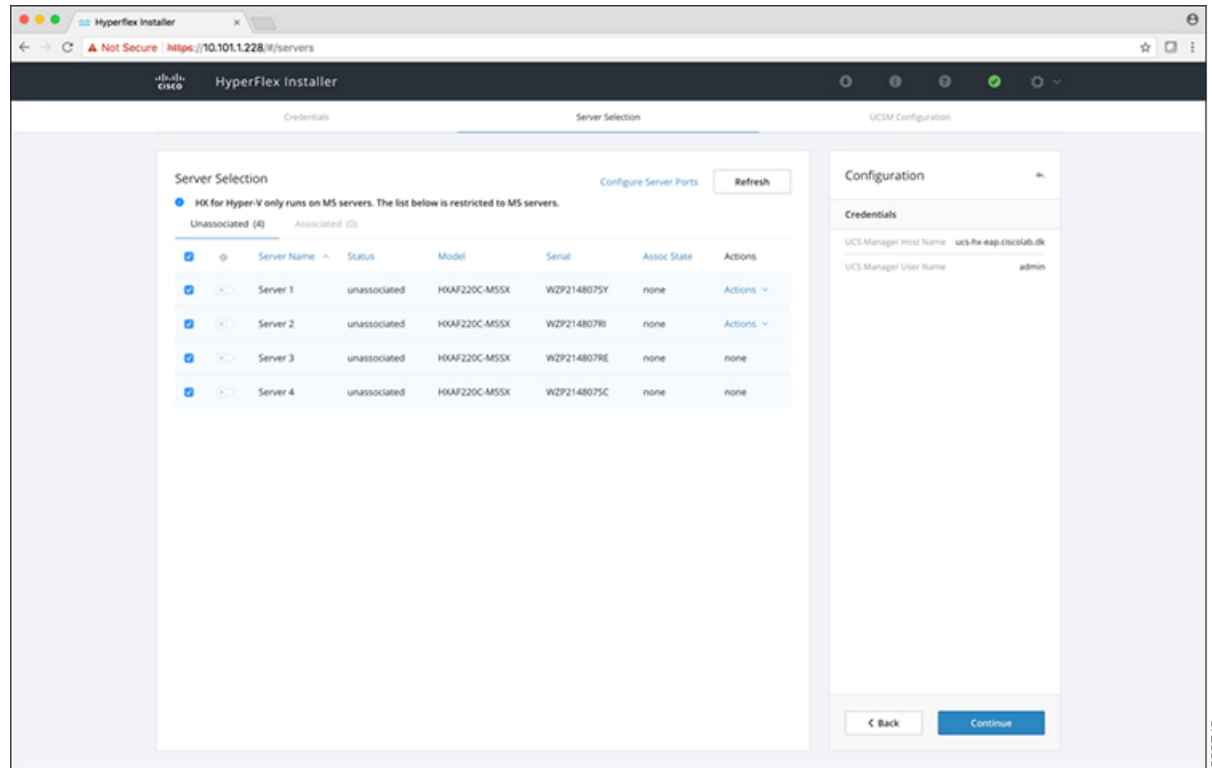 Hyperflex Installer
Not Secure https://10.101.1.228/#/servers
cisco HyperFlex Installer
Credentials Server Selection UCSM Configuration
Server Selection
Configure Server Ports Refresh
HX for Hyper-V only runs on M5 servers. The list below is restricted to M5 servers.
Unassociated (4) Associated (0)
Server Name Status Model Serial Assoc State Actions
Server 1 unassociated HXAF220C-M5SX WZP214807SY none Actions
Server 2 unassociated HXAF220C-M5SX WZP214807RI none Actions
Server 3 unassociated HXAF220C-M5SX WZP214807RE none none
Server 4 unassociated HXAF220C-M5SX WZP214807SC none none
Configuration
Credentials
UCS Manager Host Name ucs-hx-eap.ciscolab.dk
UCS Manager User Name admin
Back Continue